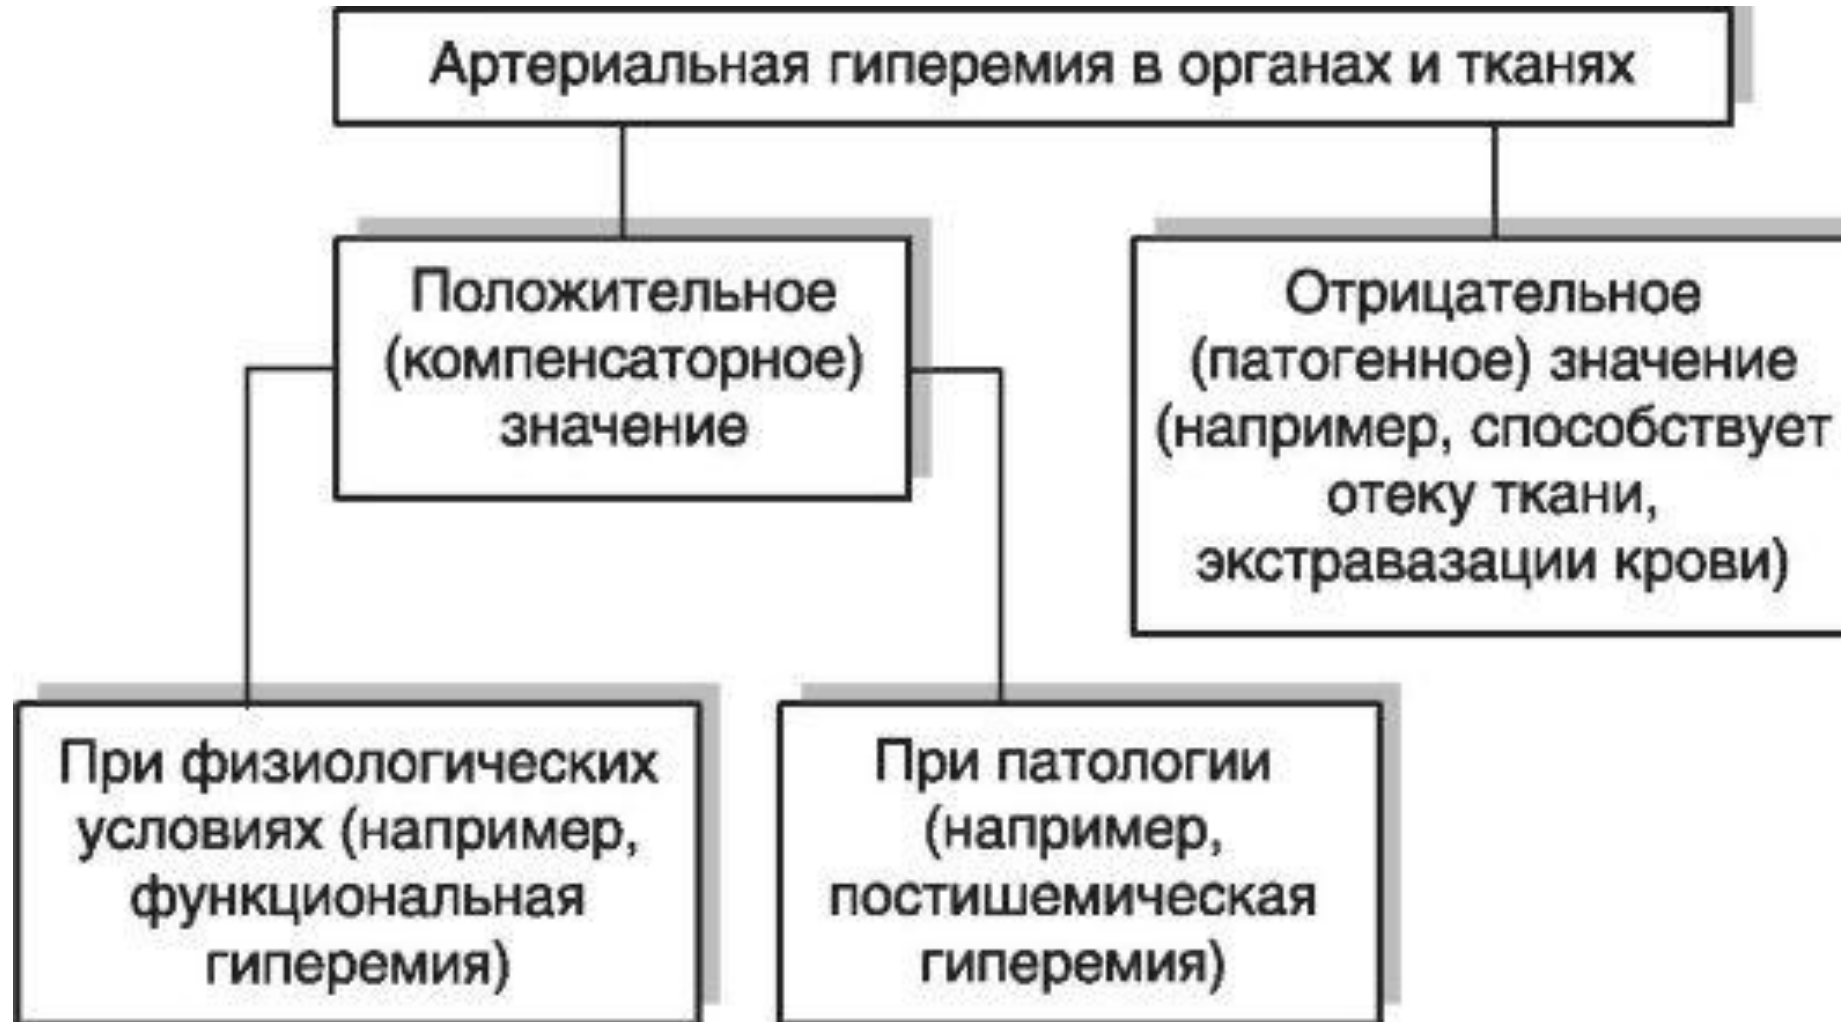 Артериальная гиперемия в органах и тканях
Положительное
(компенсаторное)
значение
Отрицательное
(патогенное) значение
(например, способствует
отеку ткани,
экстравазации крови)
При физиологических
условиях (например,
функциональная
гиперемия)
При патологии
(например,
постишемическая
гиперемия)